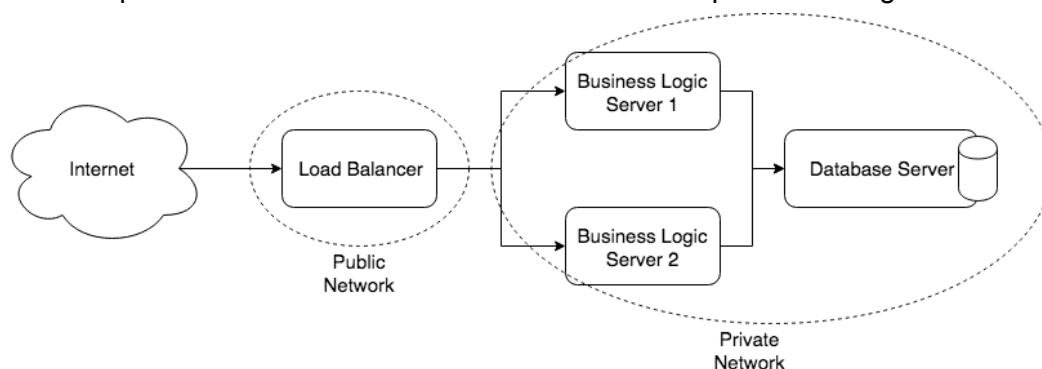 Business Logic
Server 1
Internet
Load Balancer
Database Server
Business Logic
Server 2
Public
Network
Private
Network